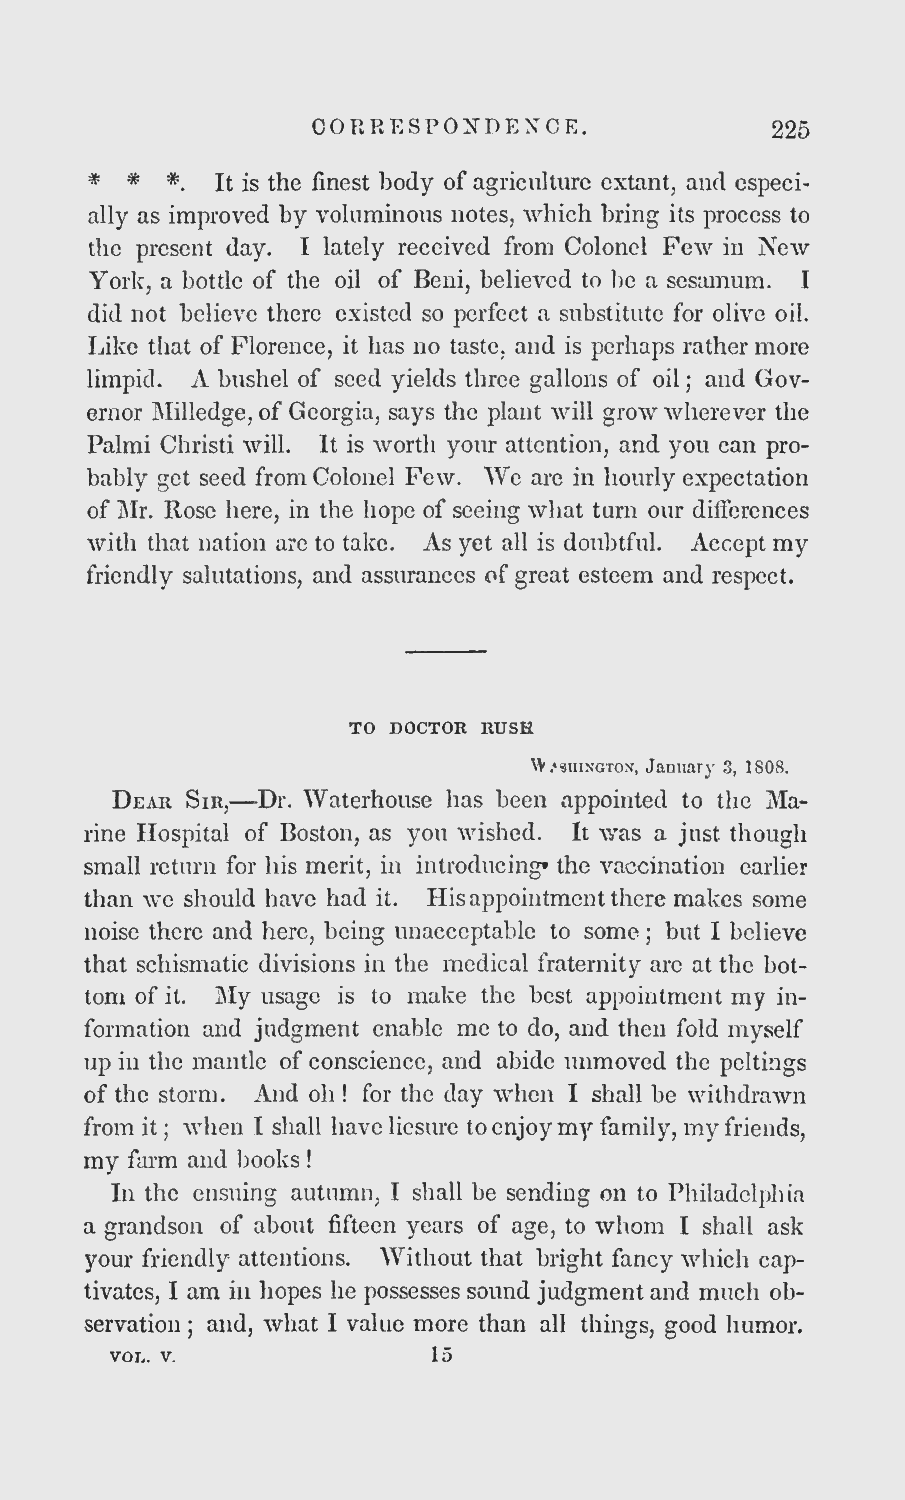 CORRESPONDENCE. 225
* * *. It is the finest body of agriculture extant, and especi-
ally as improved by voluminous notes, which bring its process to
the present day. I lately received from Colonel Few in New
York, a bottle of the oil of Beni, believed to be a sesamum. I
did not believe there existed so perfect a substitute for olive oil.
Like that of Florence, it has no taste, and is perhaps rather more
limpid. A bushel of seed yields three gallons of oil; and Gov-
ernor Milledge, of Georgia, says the plant will grow wherever the
Palmi Christi will. It is worth your attention, and you can pro-
bably get seed from Colonel Few. We are in hourly expectation
of Mr. Rose here, in the hope of seeing what turn our differences
with that nation are to take. As yet all is doubtful. Accept my
friendly salutations, and assurances of great esteem and respect.
TO DOCTOR RUSH
WASHINGTON, January 3, 1808.
DEAR SIR,—Dr. Waterhouse has been appointed to the Ma-
rine Hospital of Boston, as you wished. It was a just though
small return for his merit, in introducing the vaccination earlier
than we should have had it. His appointment there makes some
noise there and here, being unacceptable to some; but I believe
that schismatic divisions in the medical fraternity are at the bot-
tom of it. My usage is to make the best appointment my in-
formation and judgment enable me to do, and then fold myself
up in the mantle of conscience, and abide unmoved the peltings
of the storm. And oh! for the day when I shall be withdrawn
from it; when I shall have liesure to enjoy my family, my friends,
my farm and books!
In the ensuing autumn, I shall be sending on to Philadelphia
a grandson of about fifteen years of age, to whom I shall ask
your friendly attentions. Without that bright fancy which cap-
tivates, I am in hopes he possesses sound judgment and much ob-
servation; and, what I value more than all things, good humor.
VOL. V. 15